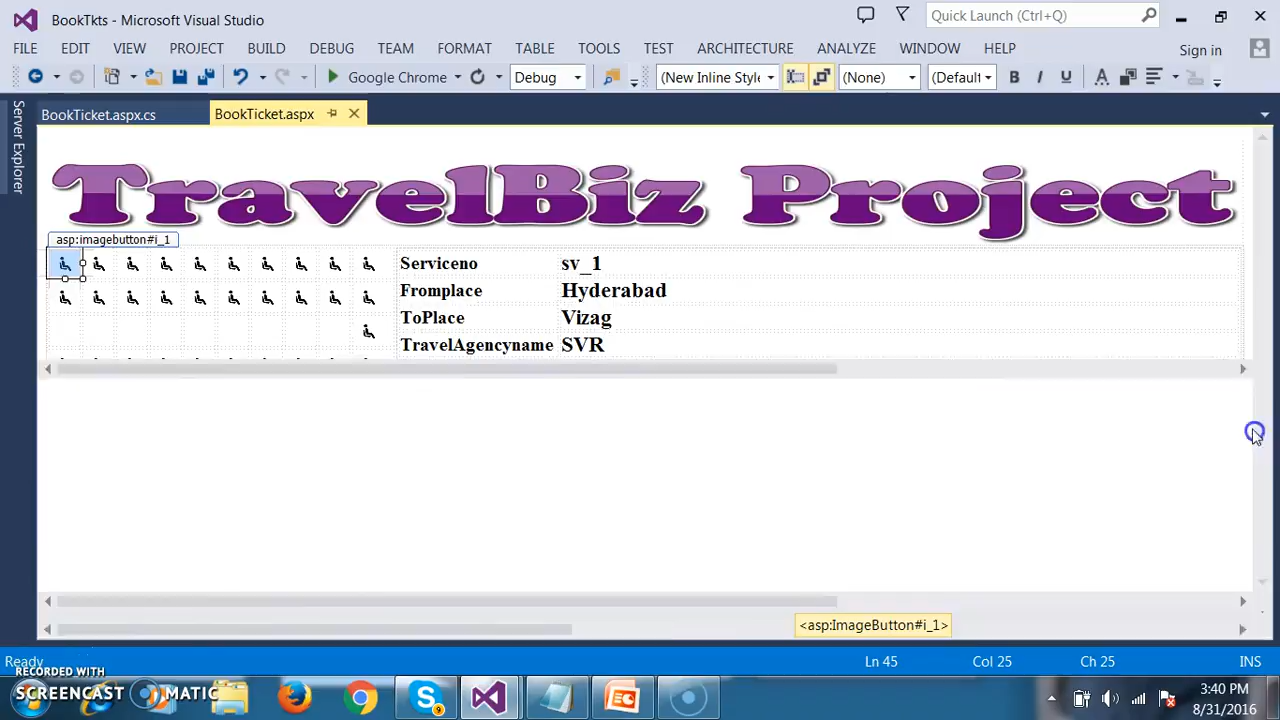 BookTkts - Microsoft Visual Studio
Quick Launch (Ctrl+Q)
FILE EDIT VIEW PROJECT BUILD DEBUG TEAM FORMAT TABLE TOOLS TEST ARCHITECTURE ANALYZE WINDOW HELP Sign in
Google Chrome Debug (New Inline Style (None) (Default B I U A
Server Explorer
BookTicket.aspx.cs BookTicket.aspx
TravelBiz Project
asp:imagebutton#i_1
Serviceno sv_1
Fromplace Hyderabad
ToPlace Vizag
TravelAgencyname SVR
<asp:ImageButton#i_1>
Ready Ln 45 Col 25 Ch 25 INS
RECORDED WITH
SCREENCAST MATIC
9
3:40 PM
8/31/2016